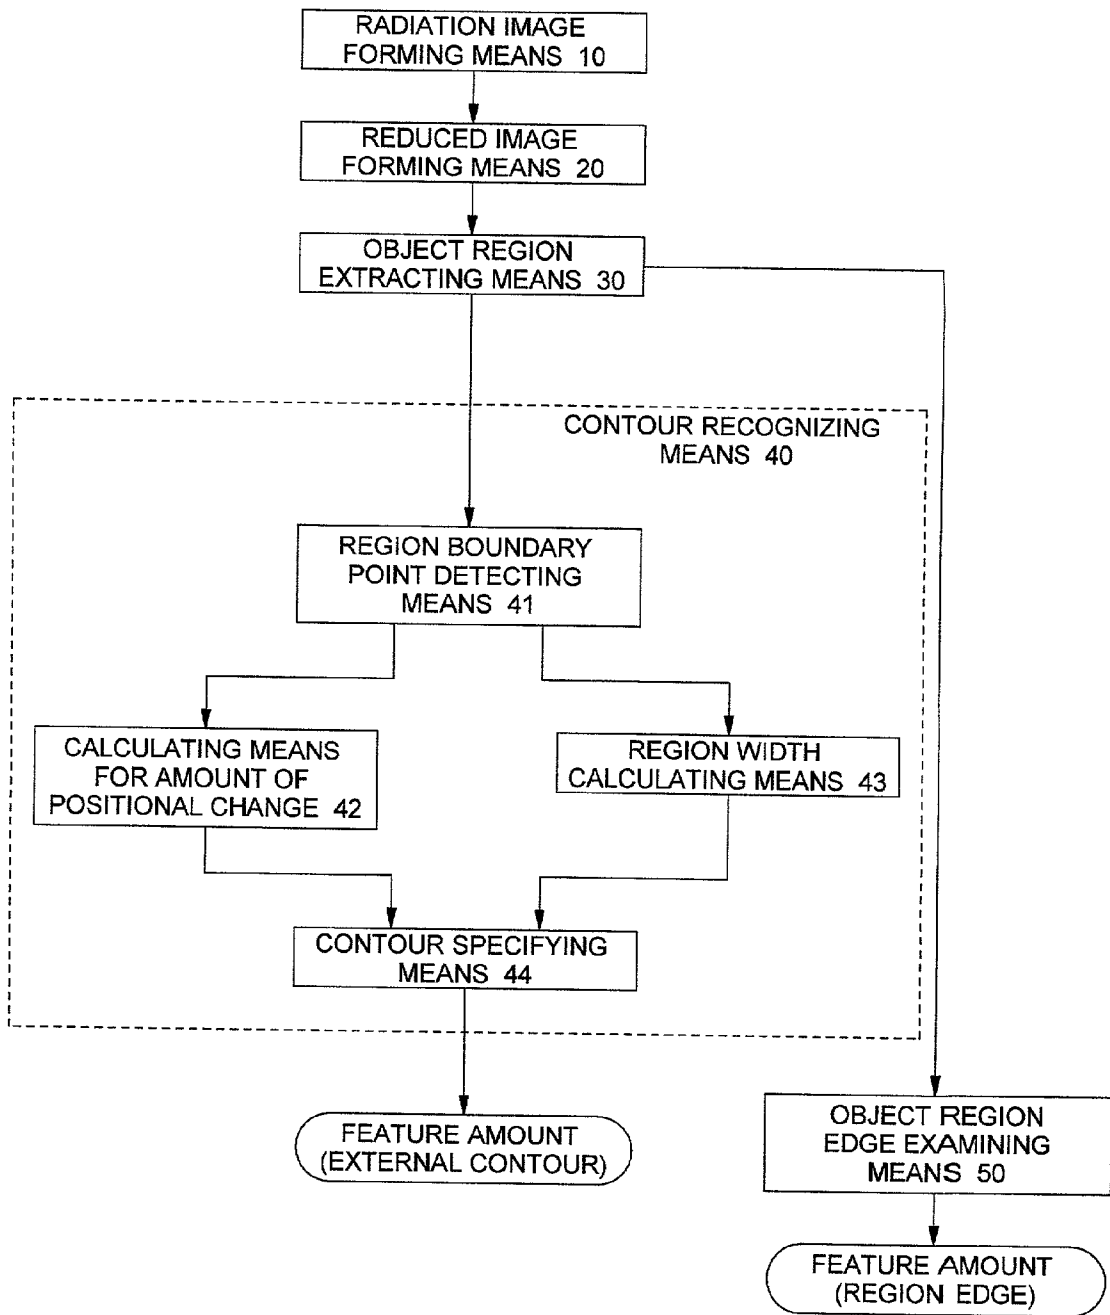 RADIATION IMAGE
FORMING MEANS 10
REDUCED IMAGE
FORMING MEANS 20
OBJECT REGION
EXTRACTING MEANS 30
CONTOUR RECOGNIZING
MEANS 40
REGION BOUNDARY
POINT DETECTING
MEANS 41
CALCULATING MEANS
FOR AMOUNT OF
POSITIONAL CHANGE 42
REGION WIDTH
CALCULATING MEANS 43
CONTOUR SPECIFYING
MEANS 44
FEATURE AMOUNT
(EXTERNAL CONTOUR)
OBJECT REGION
EDGE EXAMINING
MEANS 50
FEATURE AMOUNT
(REGION EDGE)